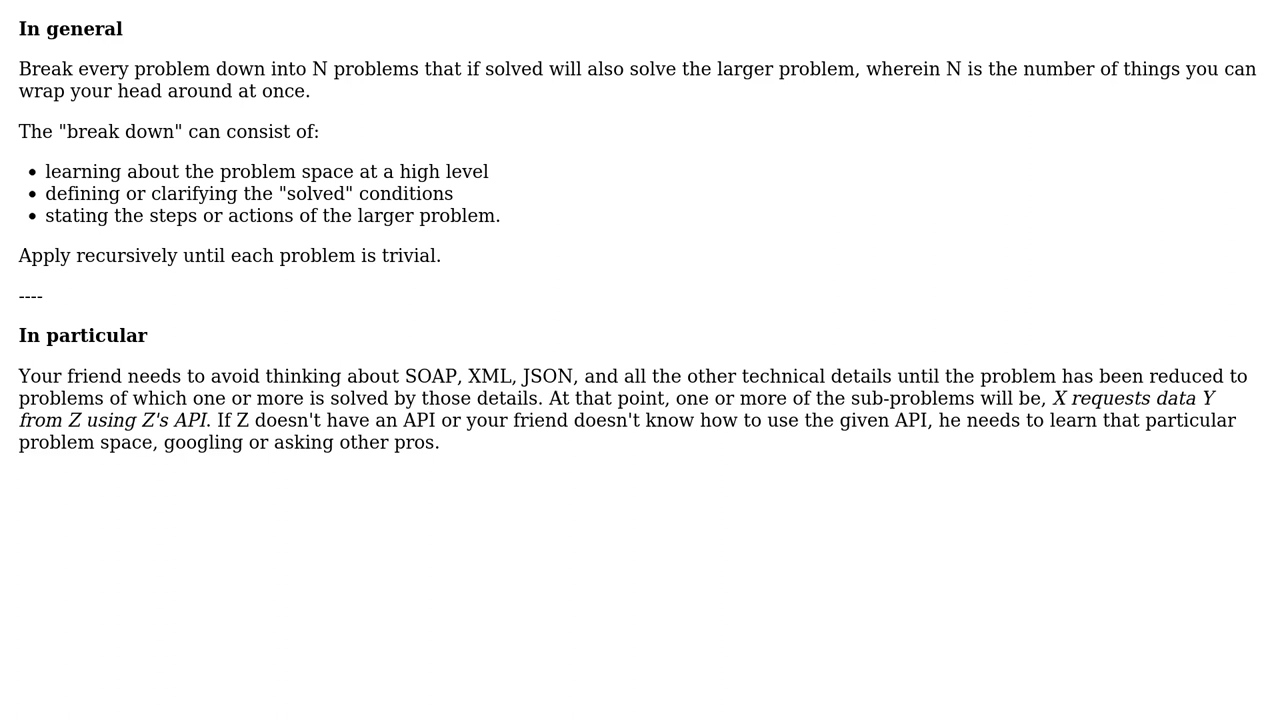 In general
Break every problem down into N problems that if solved will also solve the larger problem, wherein N is the number of things you can
wrap your head around at once.
The "break down" can consist of:
• learning about the problem space at a high level
• defining or clarifying the "solved" conditions
• stating the steps or actions of the larger problem.
Apply recursively until each problem is trivial.
----
In particular
Your friend needs to avoid thinking about SOAP, XML, JSON, and all the other technical details until the problem has been reduced to
problems of which one or more is solved by those details. At that point, one or more of the sub-problems will be, X requests data Y
from Z using Z's API. If Z doesn't have an API or your friend doesn't know how to use the given API, he needs to learn that particular
problem space, googling or asking other pros.